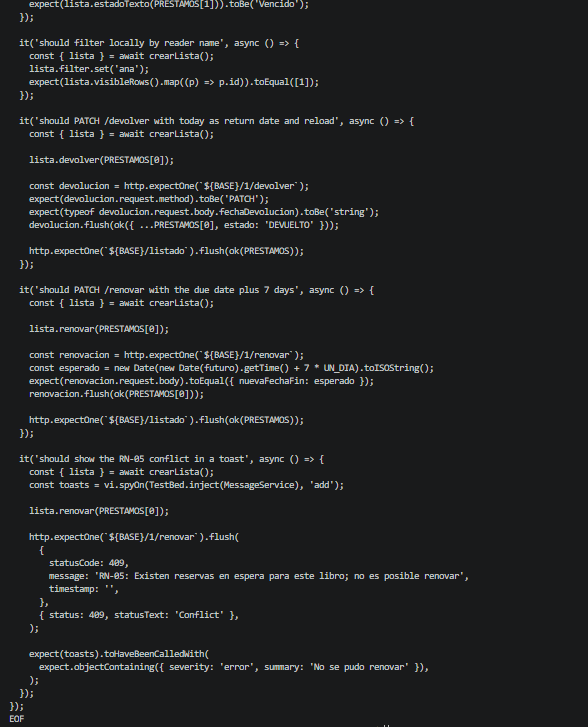 expect(lista.estadoTexto(PRESTAMOS[1])).toBe('Vencido');
  });

  it('should filter locally by reader name', async () => {
    const { lista } = await crearLista();
    lista.filter.set('ana');
    expect(lista.visibleRows().map((p) => p.id)).toEqual([1]);
  });

  it('should PATCH /devolver with today as return date and reload', async () => {
    const { lista } = await crearLista();

    lista.devolver(PRESTAMOS[0]);

    const devolucion = http.expectOne(`${BASE}/1/devolver`);
    expect(devolucion.request.method).toBe('PATCH');
    expect(typeof devolucion.request.body.fechaDevolucion).toBe('string');
    devolucion.flush(ok({ ...PRESTAMOS[0], estado: 'DEVUELTO' }));

    http.expectOne(`${BASE}/listado`).flush(ok(PRESTAMOS));
  });

  it('should PATCH /renovar with the due date plus 7 days', async () => {
    const { lista } = await crearLista();

    lista.renovar(PRESTAMOS[0]);

    const renovacion = http.expectOne(`${BASE}/1/renovar`);
    const esperado = new Date(new Date(futuro).getTime() + 7 * UN_DIA).toISOString();
    expect(renovacion.request.body).toEqual({ nuevaFechaFin: esperado });
    renovacion.flush(ok(PRESTAMOS[0]));

    http.expectOne(`${BASE}/listado`).flush(ok(PRESTAMOS));
  });

  it('should show the RN-05 conflict in a toast', async () => {
    const { lista } = await crearLista();
    const toasts = vi.spyOn(TestBed.inject(MessageService), 'add');

    lista.renovar(PRESTAMOS[0]);

    http.expectOne(`${BASE}/1/renovar`).flush(
      {
        statusCode: 409,
        message: 'RN-05: Existen reservas en espera para este libro; no es posible renovar',
        timestamp: '',
      },
      { status: 409, statusText: 'Conflict' },
    );

    expect(toasts).toHaveBeenCalledWith(
      expect.objectContaining({ severity: 'error', summary: 'No se pudo renovar' }),
    );
  });
});
EOF